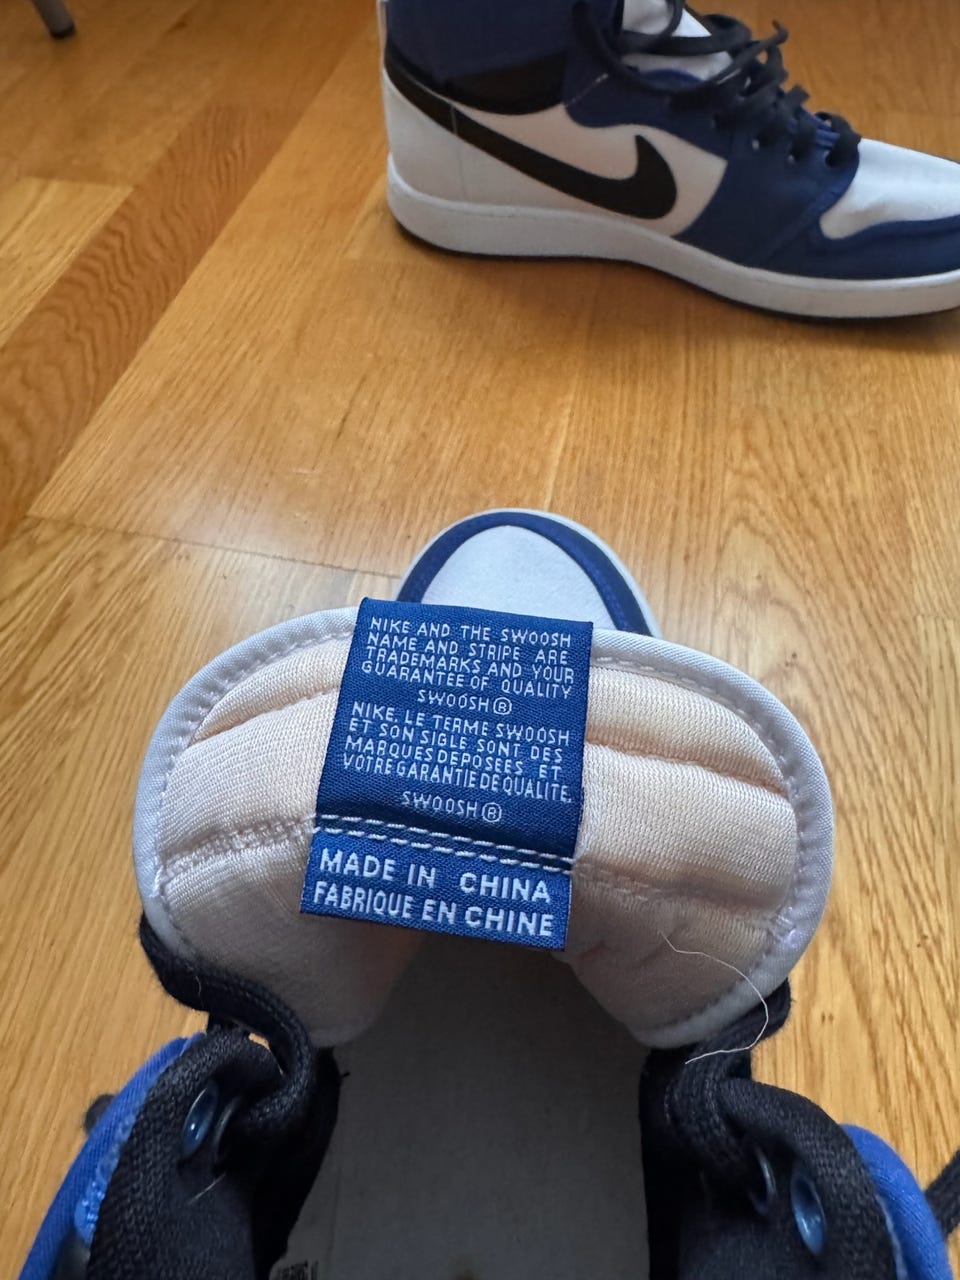 NIKE AND THE SWOOSH
NAME AND STRIPE ARE
TRADEMARKS AND YOUR
GUARANTEE OF QUALITY
SWOOSH®
NIKE, LE TERME SWOOSH
ET SON SIGLE SONT DES
MARQUES DEPOSEES ET
VOTRE GARANTIE DE QUALITE,
SWOOSH®
MADE IN CHINA
FABRIQUE EN CHINE